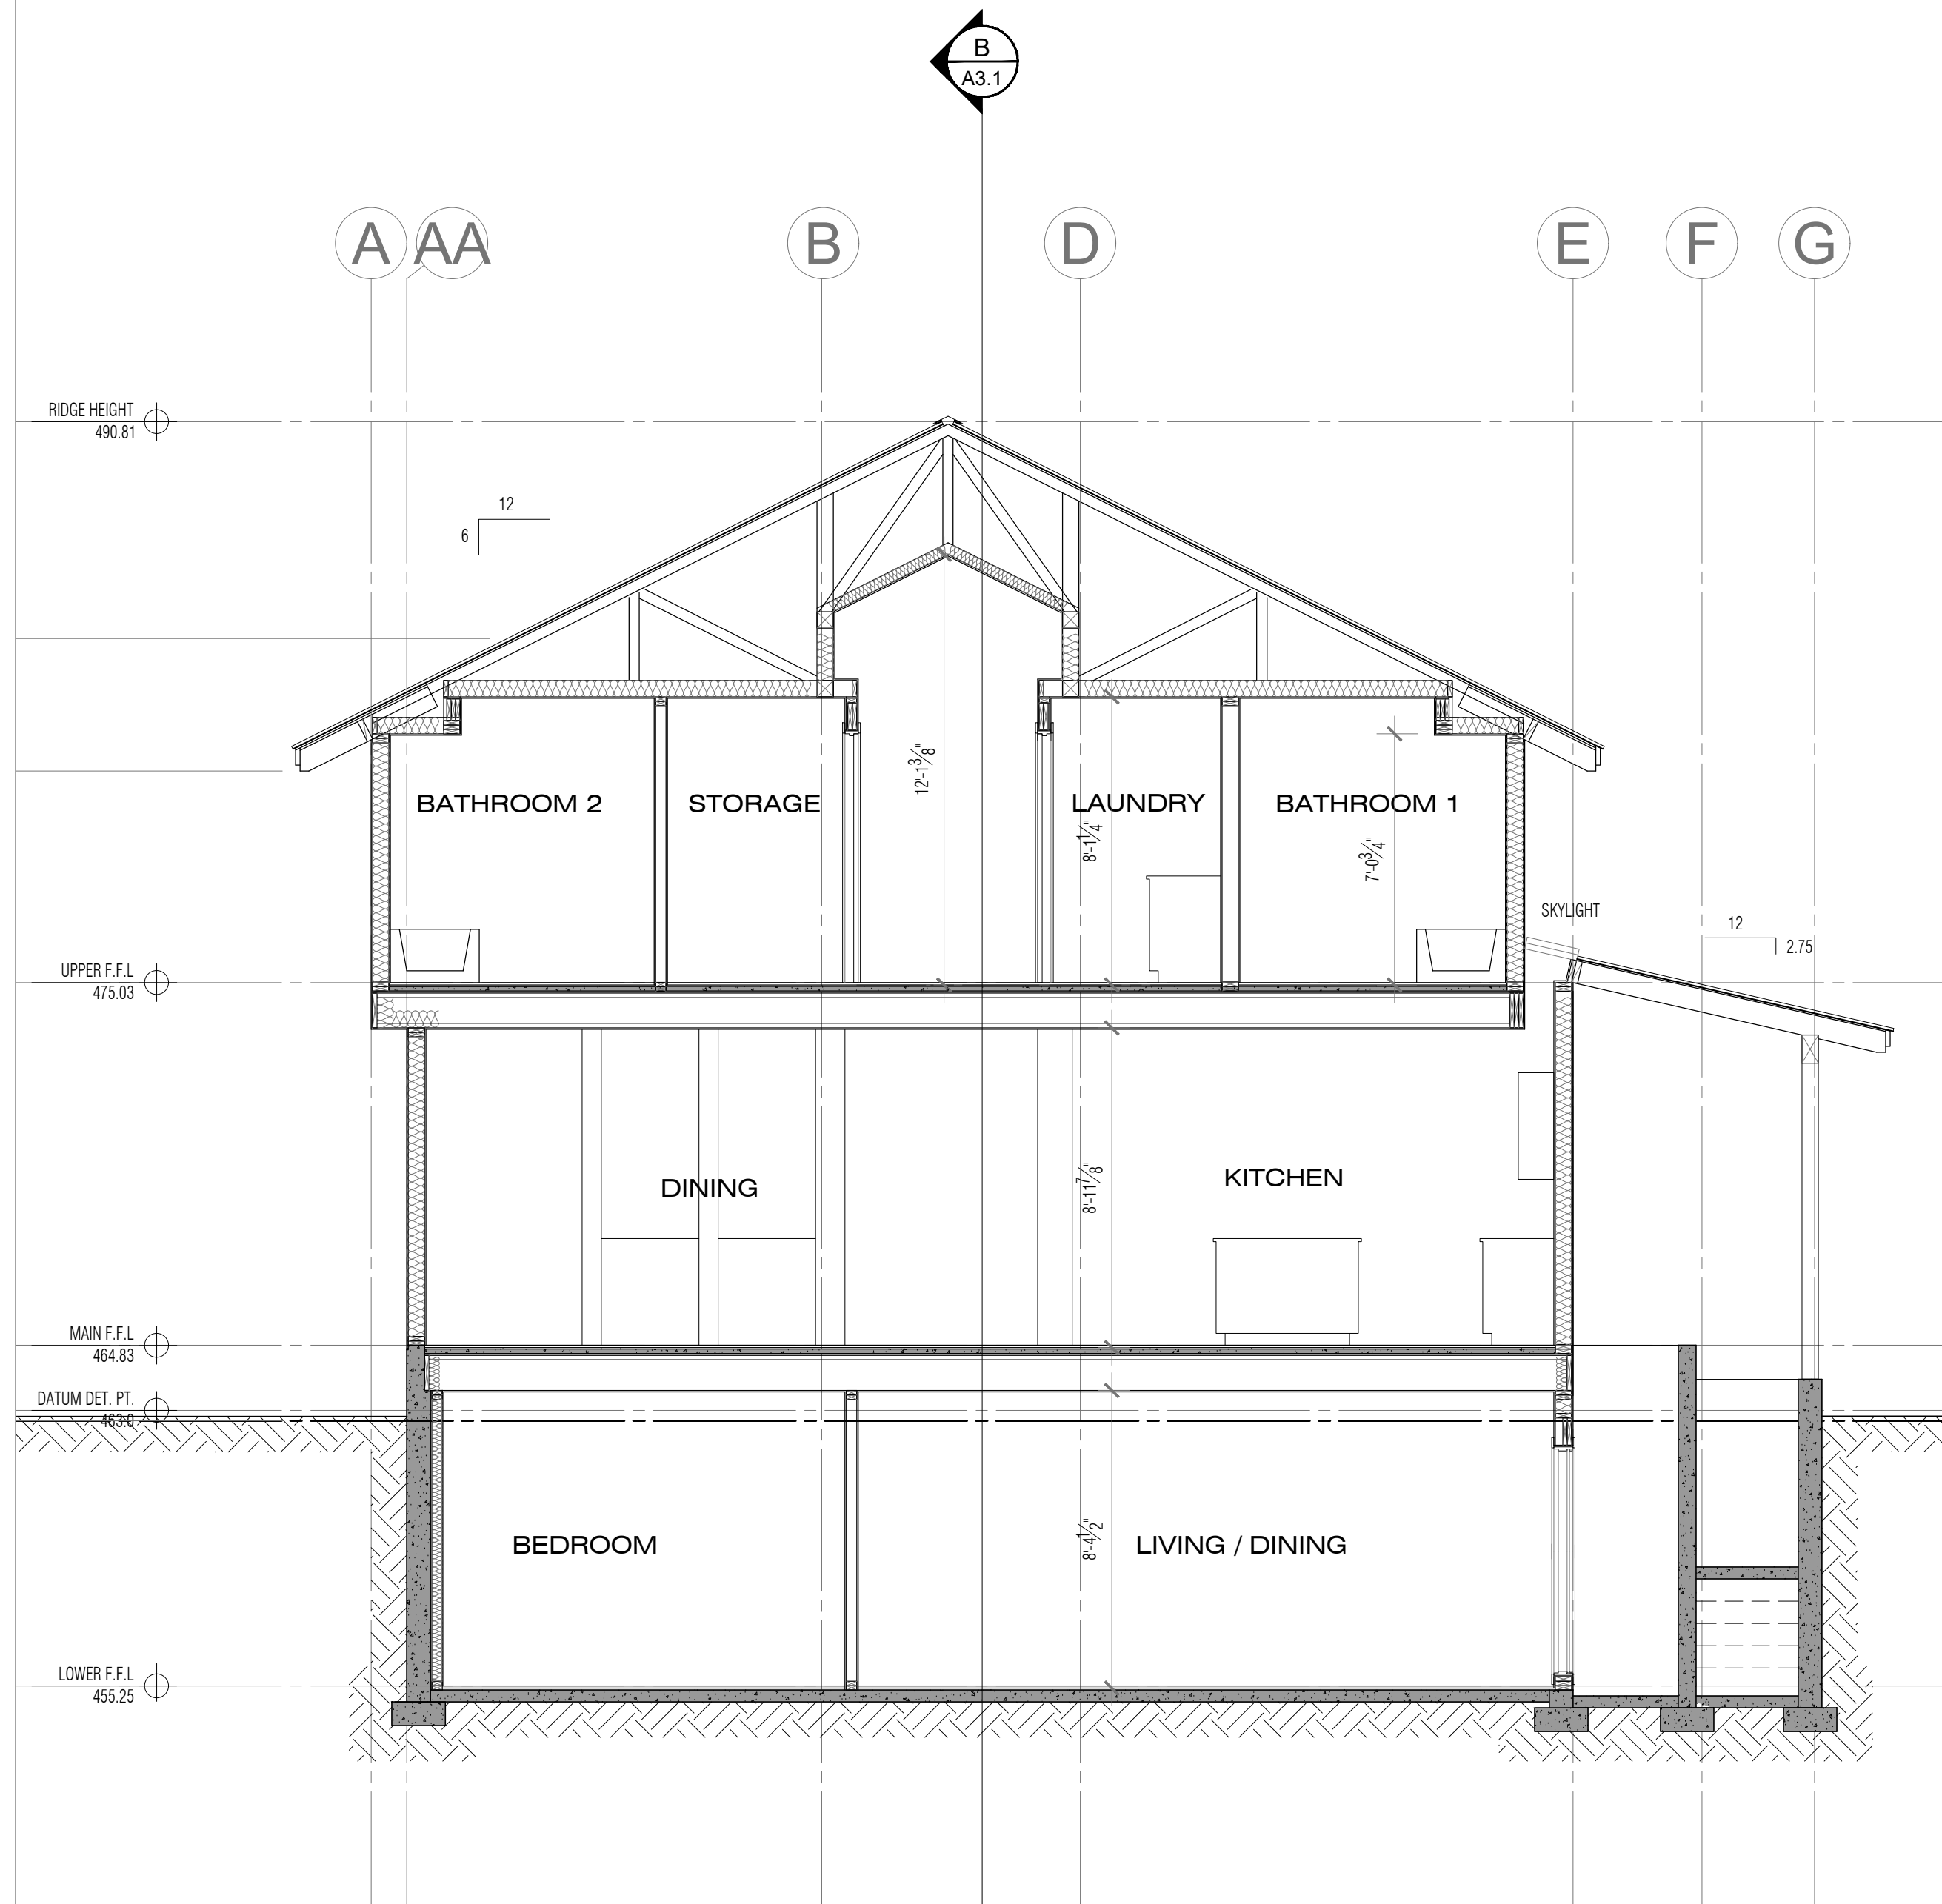 B
A3.1
A
AA
B
D
E
F
G
RIDGE HEIGHT
490.81
12
6
12'-1 3/8"
BATHROOM 2
STORAGE
LAUNDRY
BATHROOM 1
8'-1 1/4"
7'-0 3/4"
SKYLIGHT
12
2.75
UPPER F.F.L
475.03
DINING
8'-11 7/8"
KITCHEN
MAIN F.F.L
464.83
DATUM DET. PT.
463.0
BEDROOM
8'-4 1/2"
LIVING / DINING
LOWER F.F.L
455.25